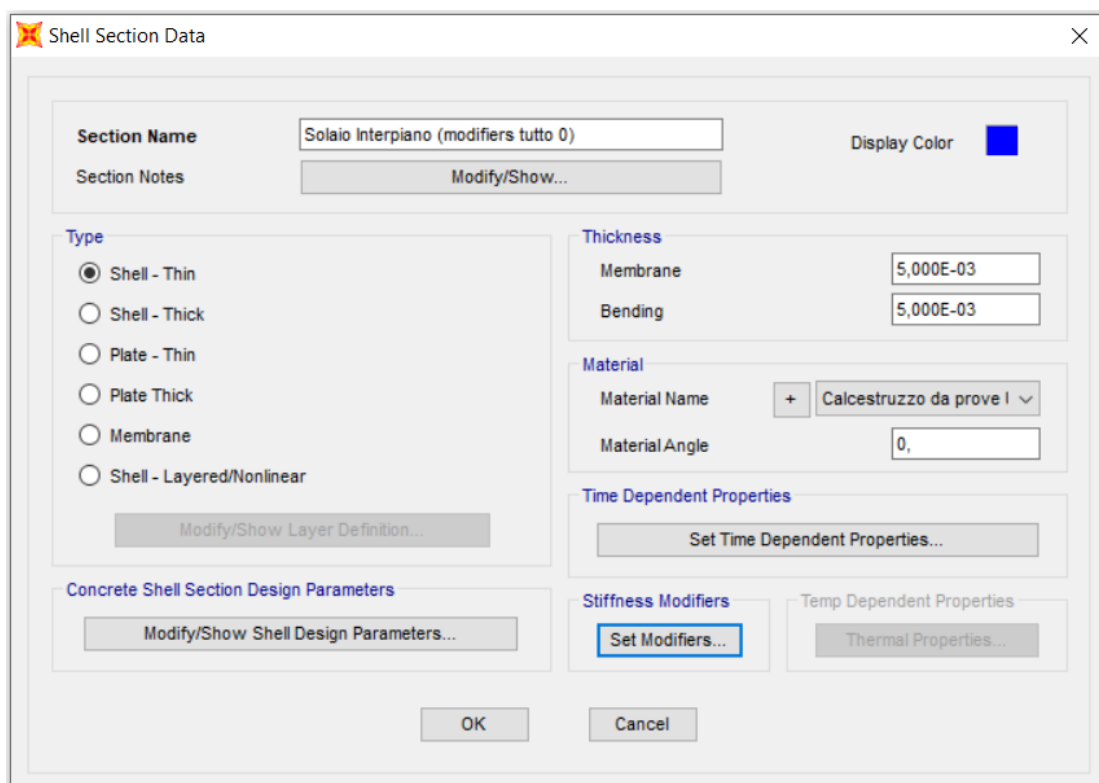 Shell Section Data
Section Name
Solaio Interpiano (modifiers tutto 0)
Display Color
Section Notes
Modify/Show...
Type
Shell - Thin
Shell - Thick
Plate - Thin
Plate Thick
Membrane
Shell - Layered/Nonlinear
Modify/Show Layer Definition...
Concrete Shell Section Design Parameters
Modify/Show Shell Design Parameters...
Thickness
Membrane
5,000E-03
Bending
5,000E-03
Material
Material Name
+
Calcestruzzo da prove
Material Angle
0,
Time Dependent Properties
Set Time Dependent Properties...
Stiffness Modifiers
Set Modifiers...
Temp Dependent Properties
Thermal Properties...
OK
Cancel